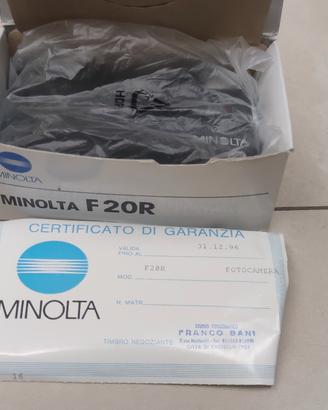 MINOLTA
MINOLTA
MINOLTA F20R
CERTIFICATO DI GARANZIA
VALIDA
FINO AL 31.12.96
MOD. F20R FOTOCAMERA
MINOLTA
N. MATR.
FRANCO BANI
TIMBRO NEGOZIANTE
16